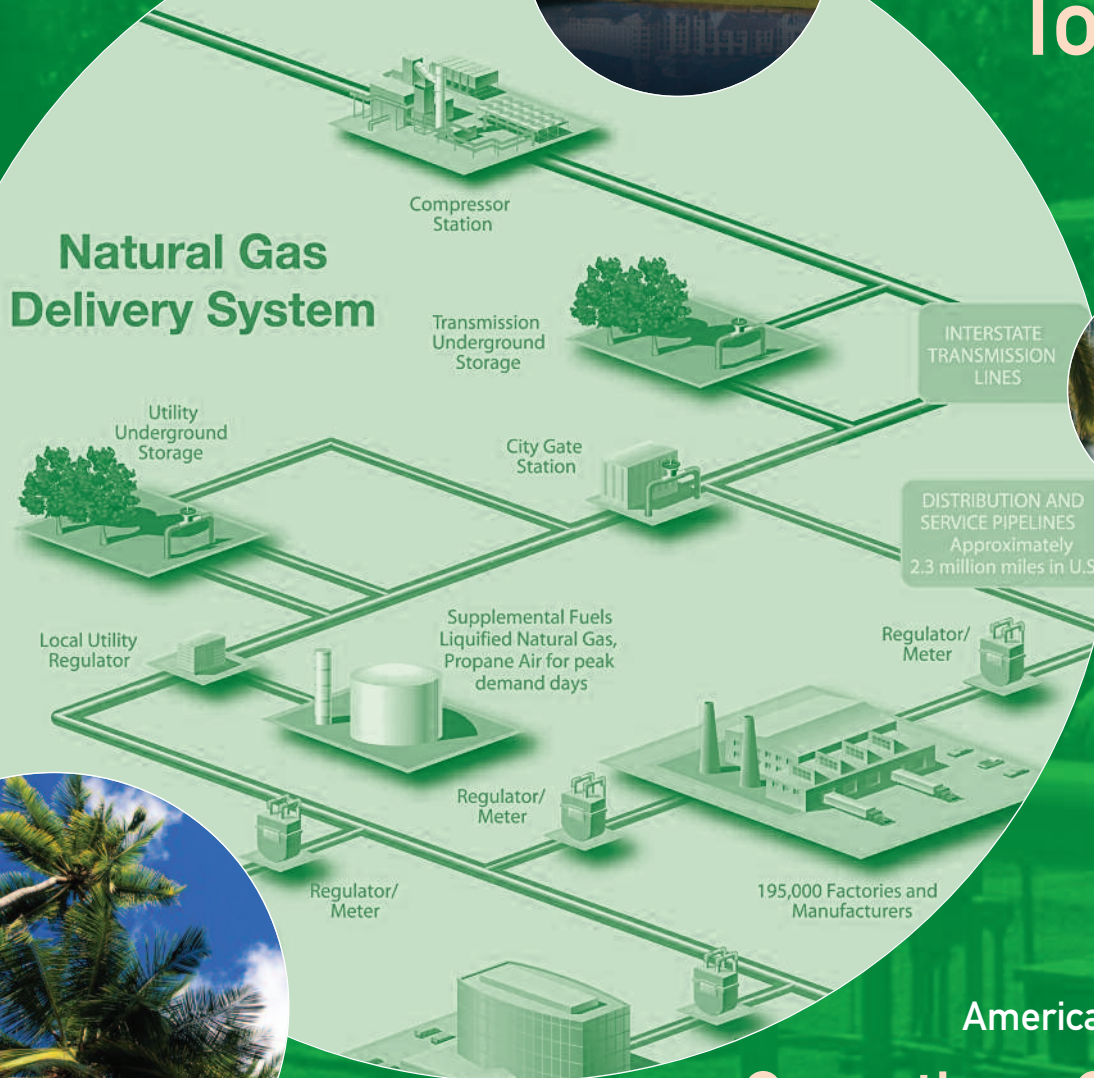 To
Compressor
Station
Natural Gas
Delivery System
Transmission
Underground
Storage
INTERSTATE
TRANSMISSION
LINES
Utility
Underground
Storage
City Gate
Station
DISTRIBUTION AND
SERVICE PIPELINES
Approximately
2.3 million miles in U.S
Supplemental Fuels
Liquified Natural Gas,
Propane Air for peak
demand days
Local Utility
Regulator
Regulator/
Meter
Regulator/
Meter
Regulator/
Meter
195,000 Factories and
Manufacturers
America